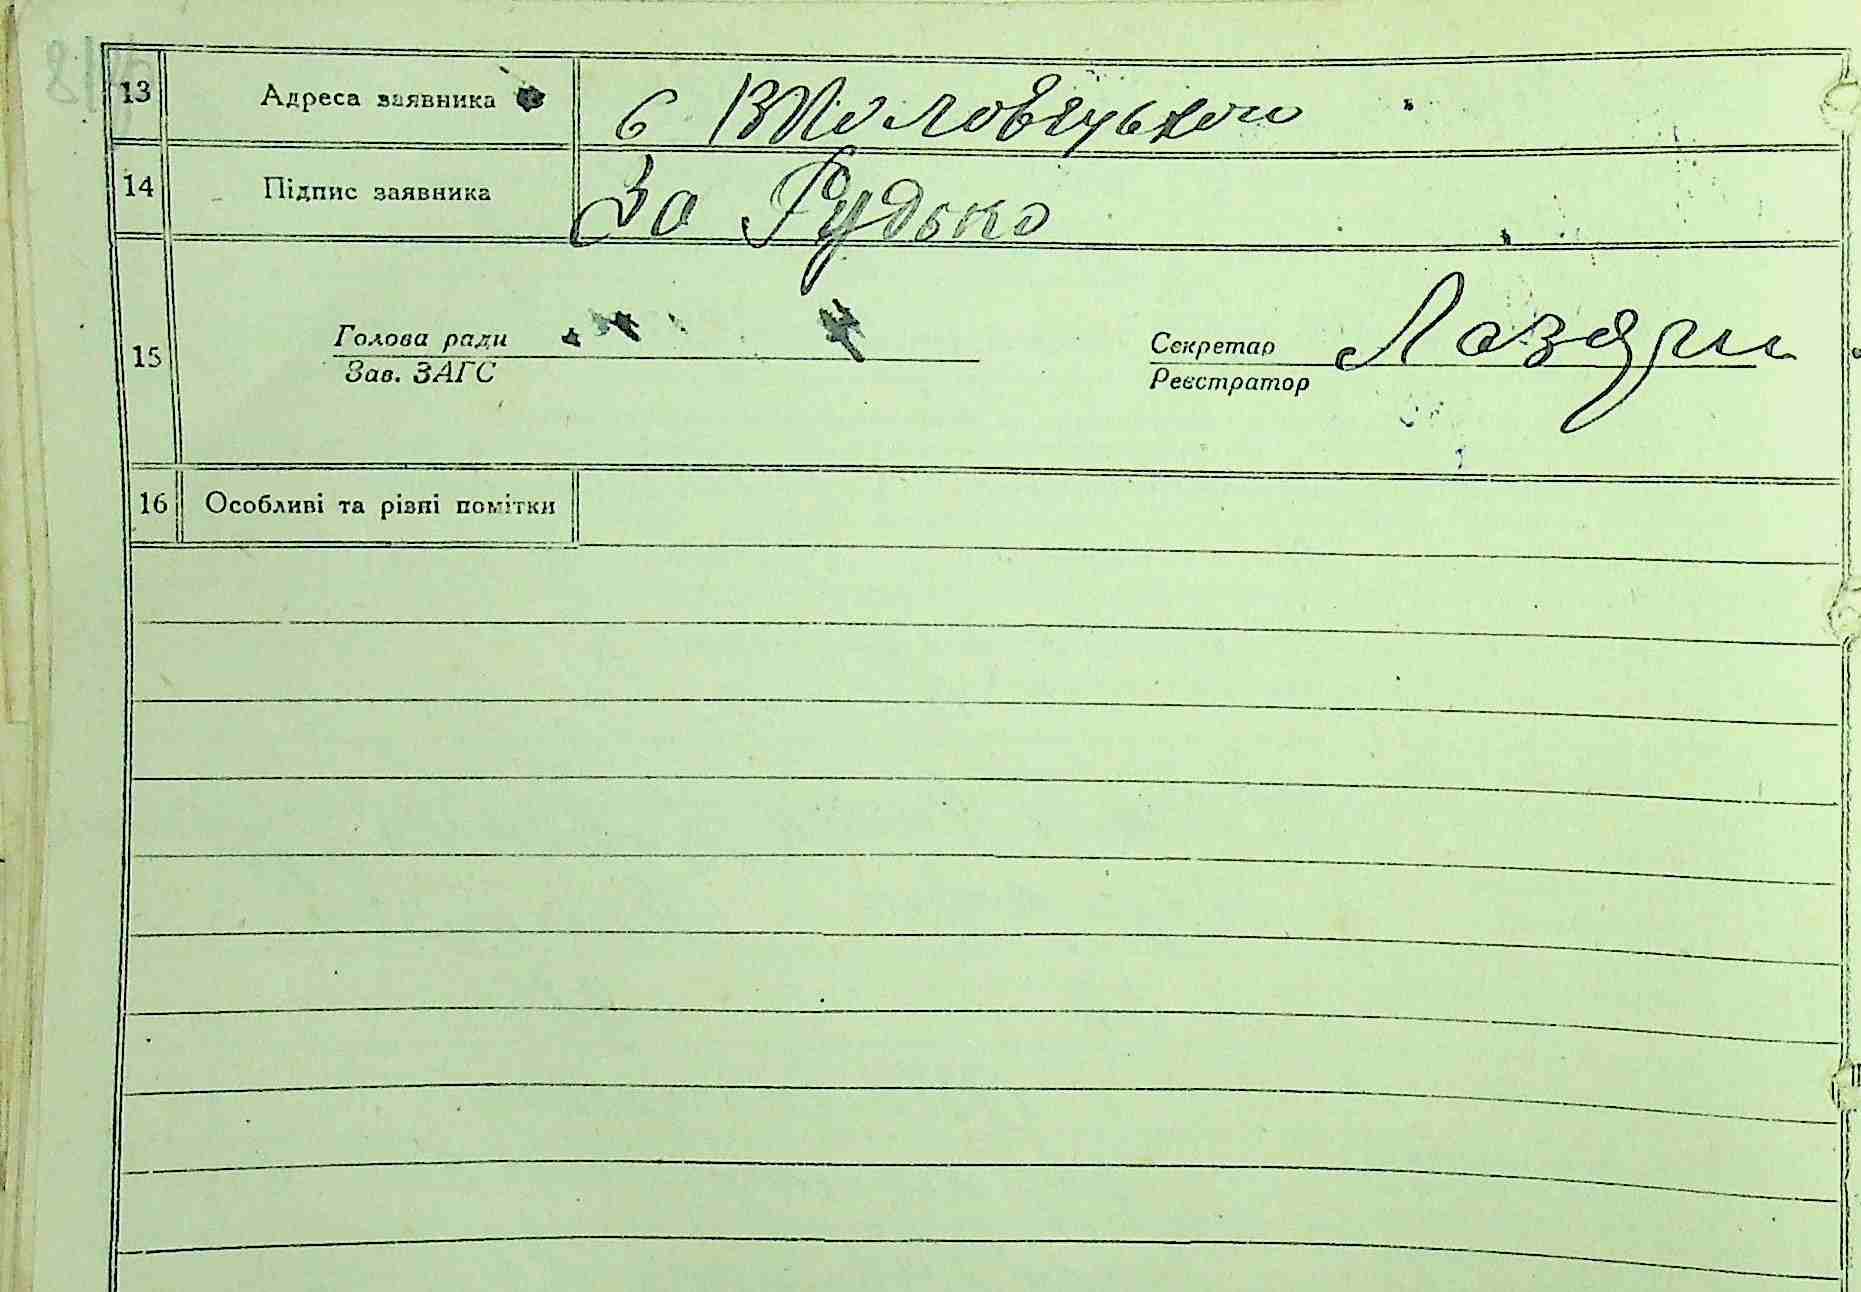 13 Адреса заявника с ВПоловецького
14 Підпис заявника За Рудько
15 Голова ради Секретар
Зав. ЗАГС Реєстратор
16 Особливі та різні помітки